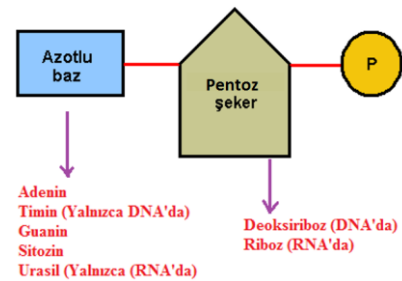 Azotlu
baz
Pentoz
şeker
P
Adenin
Timin (Yalnızca DNA'da)
Guanin
Sitozin
Urasil (Yalnızca (RNA'da)
Deoksiriboz (DNA'da)
Riboz (RNA'da)